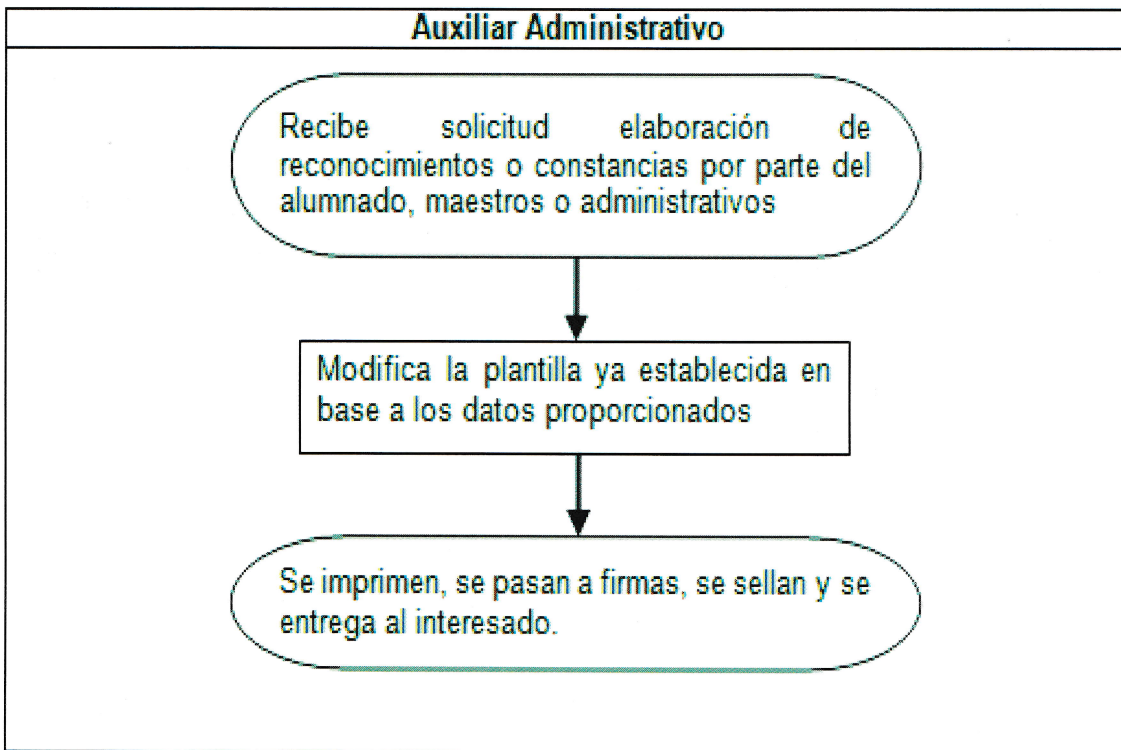 Auxiliar Administrativo
Recibe solicitud elaboración de
reconocimientos o constancias por parte del
alumnado, maestros o administrativos
Modifica la plantilla ya establecida en
base a los datos proporcionados
Se imprimen, se pasan a firmas, se sellan y se
entrega al interesado.